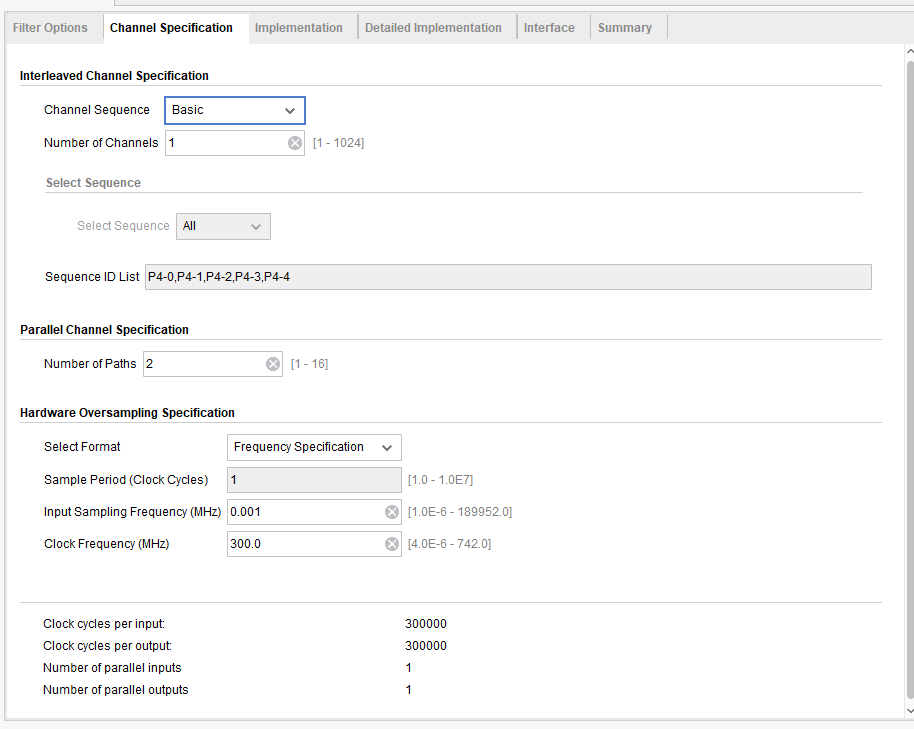 Filter Options Channel Specification Implementation Detailed Implementation Interface Summary
Interleaved Channel Specification
Channel Sequence Basic
Number of Channels 1 [1 - 1024]
Select Sequence
Select Sequence All
Sequence ID List P4-0,P4-1,P4-2,P4-3,P4-4
Parallel Channel Specification
Number of Paths 2 [1 - 16]
Hardware Oversampling Specification
Select Format Frequency Specification
Sample Period (Clock Cycles) 1 [1.0 - 1.0E7]
Input Sampling Frequency (MHz) 0.001 [1.0E-6 - 189952.0]
Clock Frequency (MHz) 300.0 [4.0E-6 - 742.0]
Clock cycles per input: 300000
Clock cycles per output: 300000
Number of parallel inputs 1
Number of parallel outputs 1